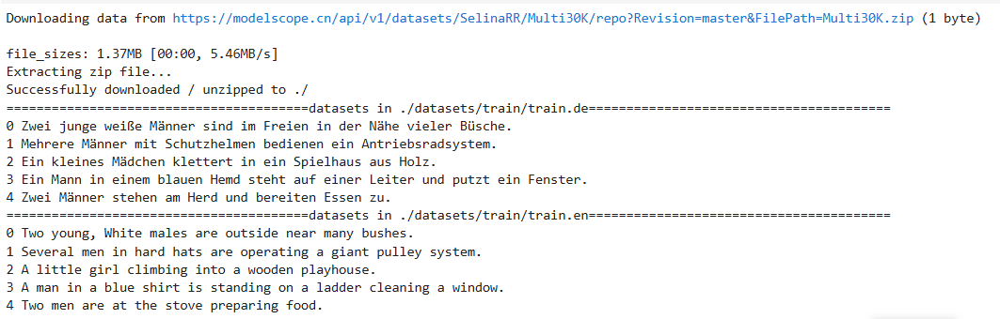 Downloading data from https://modelscope.cn/api/v1/datasets/SelinaRR/Multi30K/repo?Revision=master&FilePath=Multi30K.zip (1 byte)
file_sizes: 1.37MB [00:00, 5.46MB/s]
Extracting zip file...
Successfully downloaded / unzipped to ./
========================================datasets in ./datasets/train/train.de========================================
0 Zwei junge weiße Männer sind im Freien in der Nähe vieler Büsche.
1 Mehrere Männer mit Schutzhelmen bedienen ein Antriebsradsystem.
2 Ein kleines Mädchen klettert in ein Spielhaus aus Holz.
3 Ein Mann in einem blauen Hemd steht auf einer Leiter und putzt ein Fenster.
4 Zwei Männer stehen am Herd und bereiten Essen zu.
========================================datasets in ./datasets/train/train.en========================================
0 Two young, White males are outside near many bushes.
1 Several men in hard hats are operating a giant pulley system.
2 A little girl climbing into a wooden playhouse.
3 A man in a blue shirt is standing on a ladder cleaning a window.
4 Two men are at the stove preparing food.